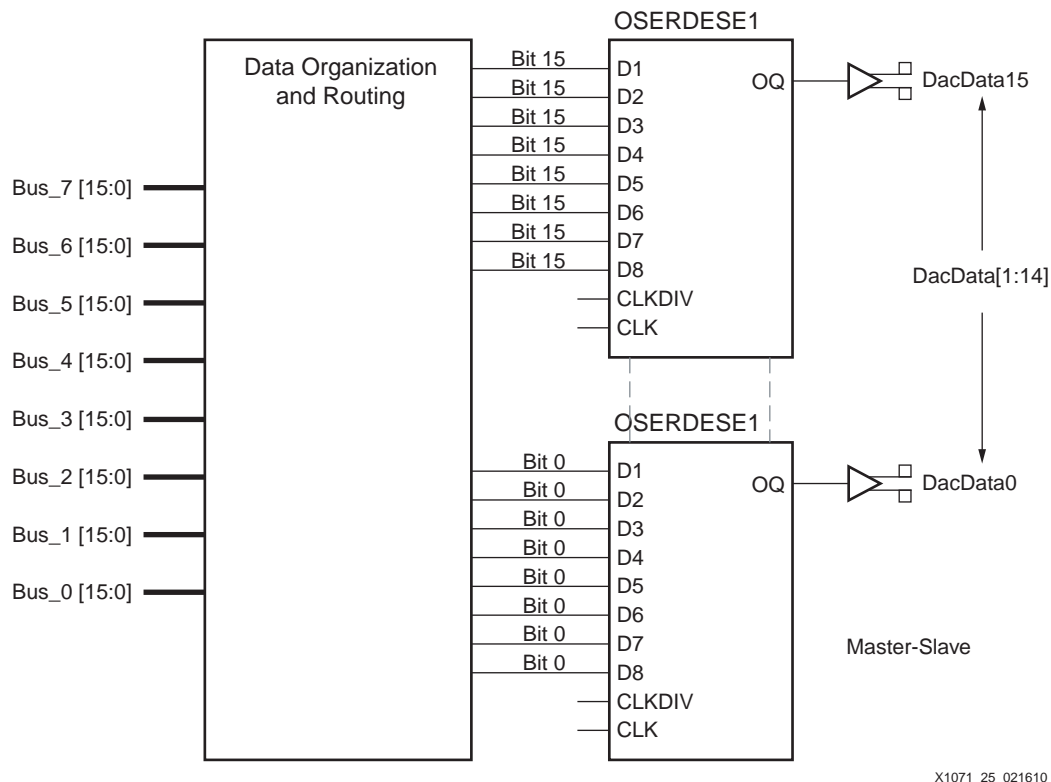 OSERDESE1
Data Organization
and Routing
Bit 15 D1
Bit 15 D2
Bit 15 D3
Bit 15 D4
Bit 15 D5
Bit 15 D6
Bit 15 D7
Bit 15 D8
CLKDIV
CLK
OQ
DacData15
Bus_7 [15:0]
Bus_6 [15:0]
Bus_5 [15:0]
Bus_4 [15:0]
Bus_3 [15:0]
Bus_2 [15:0]
Bus_1 [15:0]
Bus_0 [15:0]
DacData[1:14]
OSERDESE1
Bit 0 D1
Bit 0 D2
Bit 0 D3
Bit 0 D4
Bit 0 D5
Bit 0 D6
Bit 0 D7
Bit 0 D8
CLKDIV
CLK
OQ
DacData0
Master-Slave
X1071_25_021610